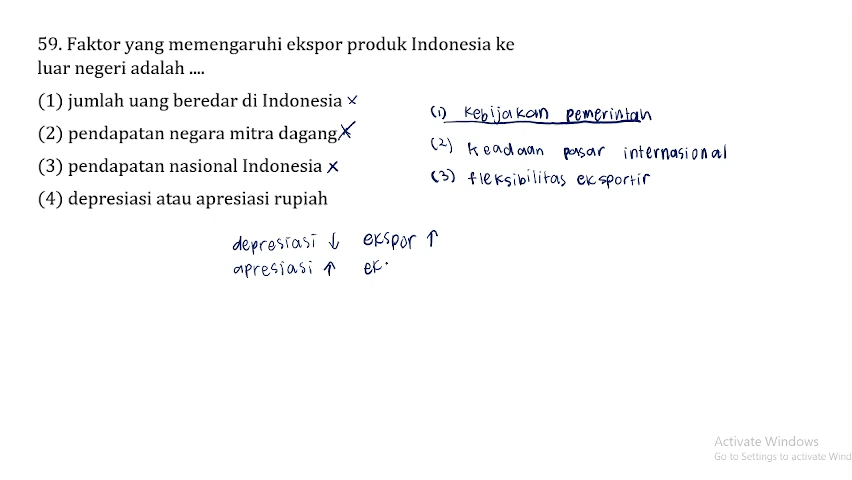 59. Faktor yang memengaruhi ekspor produk Indonesia ke
luar negeri adalah ....
(1) jumlah uang beredar di Indonesia ×
(2) pendapatan negara mitra dagang ×
(3) pendapatan nasional Indonesia ×
(4) depresiasi atau apresiasi rupiah
(1) Kebijakan pemerintah
(2) Keadaan pasar internasional
(3) fleksibilitas eksportir
depresiasi ↓ ekspor ↑
apresiasi ↑ ek
Activate Windows
Go to Settings to activate Wind